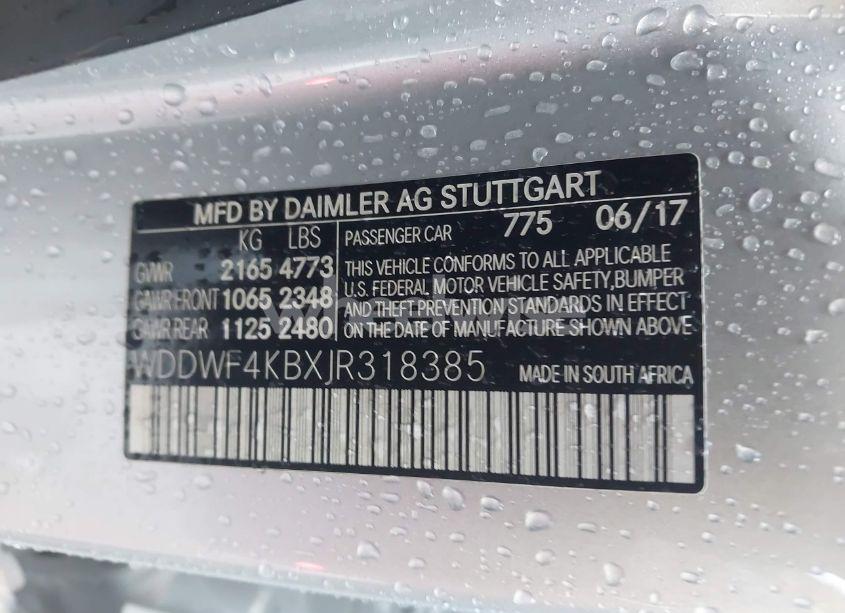 MFD BY DAIMLER AG STUTTGART
KG LBS
GVWR 2165 4773
GAWR FRONT 1065 2348
GAWR REAR 1125 2480
PASSENGER CAR 775 06/17
THIS VEHICLE CONFORMS TO ALL APPLICABLE
U.S. FEDERAL MOTOR VEHICLE SAFETY,BUMPER
AND THEFT PREVENTION STANDARDS IN EFFECT
ON THE DATE OF MANUFACTURE SHOWN ABOVE
WDDWF4KBXJR318385 MADE IN SOUTH AFRICA